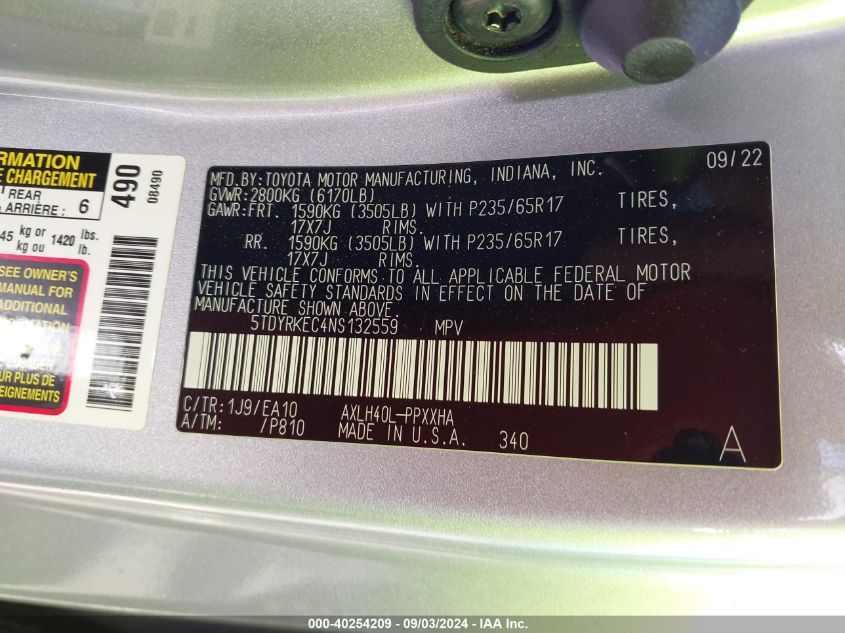 RMATION
E CHARGEMENT
REAR
ARRIÈRE : 6
45 kg or 1420 lbs.
kg ou lb.
SEE OWNER'S
MANUAL FOR
ADDITIONAL
UR PLUS DE
EIGNEMENTS
490
08490
MFD.BY:TOYOTA MOTOR MANUFACTURING, INDIANA, INC. 09/22
GVWR:2800KG (6170LB)
GAWR:FRT. 1590KG (3505LB) WITH P235/65R17 TIRES,
17X7J RIMS.
RR. 1590KG (3505LB) WITH P235/65R17 TIRES,
17X7J RIMS.
THIS VEHICLE CONFORMS TO ALL APPLICABLE FEDERAL MOTOR
VEHICLE SAFETY STANDARDS IN EFFECT ON THE DATE OF
MANUFACTURE SHOWN ABOVE.
5TDYRKEC4NS132559 MPV
C/TR:1J9/EA10 AXLH40L-PPXXHA
A/TM: /P810 MADE IN U.S.A. 340 A
000-40254209 - 09/03/2024 - IAA Inc.